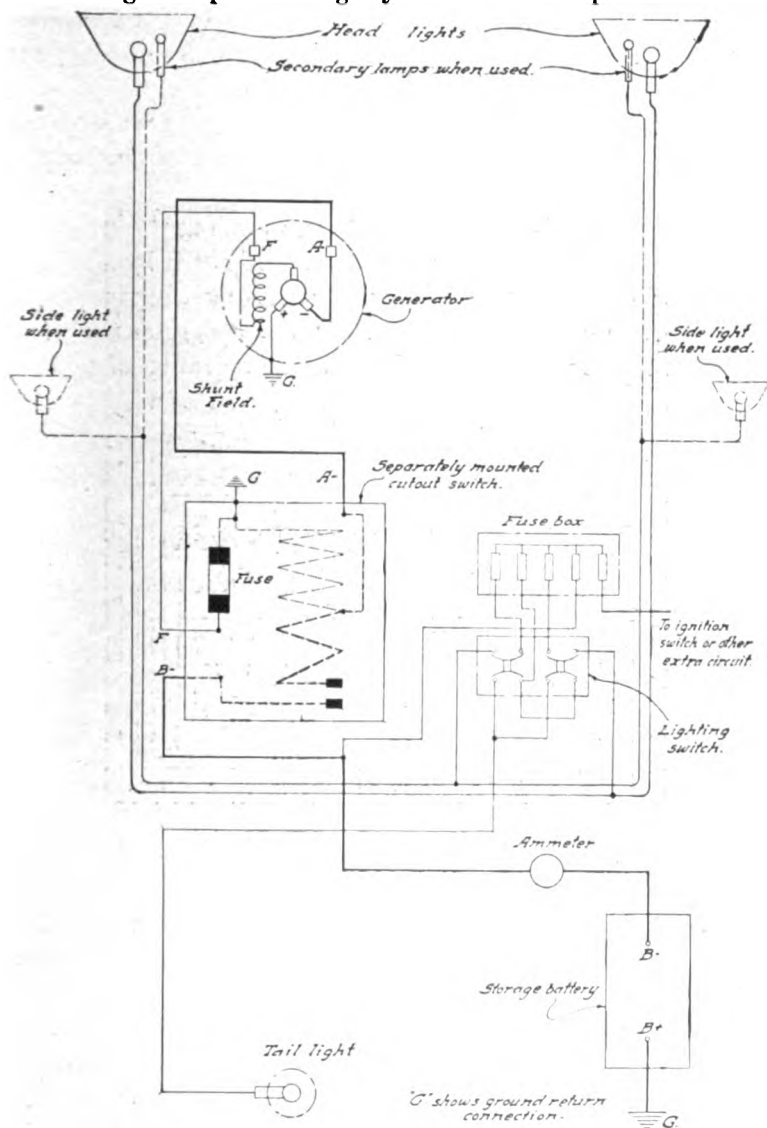 Head lights
Secondary lamps when used.
F
A-
+
-
Generator
Side light
when used
Side light
when used.
Shunt
Field.
G.
G
A-
Separately mounted
cutout switch.
Fuse box
Fuse
F
B-
To ignition
switch or other
extra circuit.
Lighting
switch.
Ammeter
B-
Storage battery
B+
Tail light
"G" shows ground return
connection.
G.